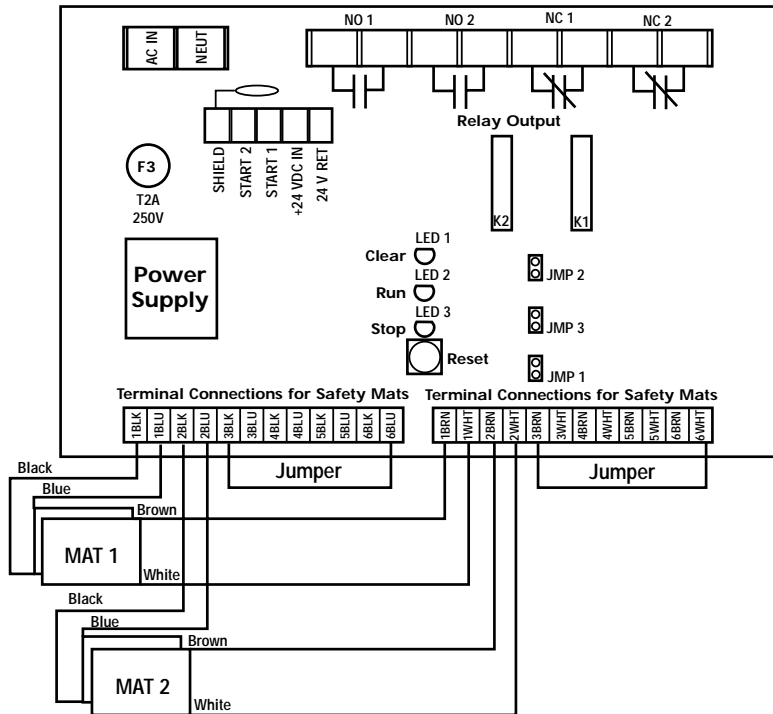 NO 1 NO 2 NC 1 NC 2
AC IN
NEUT
Relay Output
SHIELD
START 2
START 1
+24 VDC IN
24 V RET
F3
T2A
250V
K2
K1
Power
Supply
LED 1
Clear
LED 2
Run
LED 3
Stop
Reset
JMP 2
JMP 3
JMP 1
Terminal Connections for Safety Mats
1BLK
1BLU
2BLK
2BLU
3BLK
3BLU
4BLK
4BLU
5BLK
5BLU
6BLK
6BLU
Terminal Connections for Safety Mats
1BRN
1WHT
2BRN
2WHT
3BRN
3WHT
4BRN
4WHT
5BRN
5WHT
6BRN
6WHT
Jumper
Jumper
Black
Blue
Brown
MAT 1
White
Black
Blue
Brown
MAT 2
White